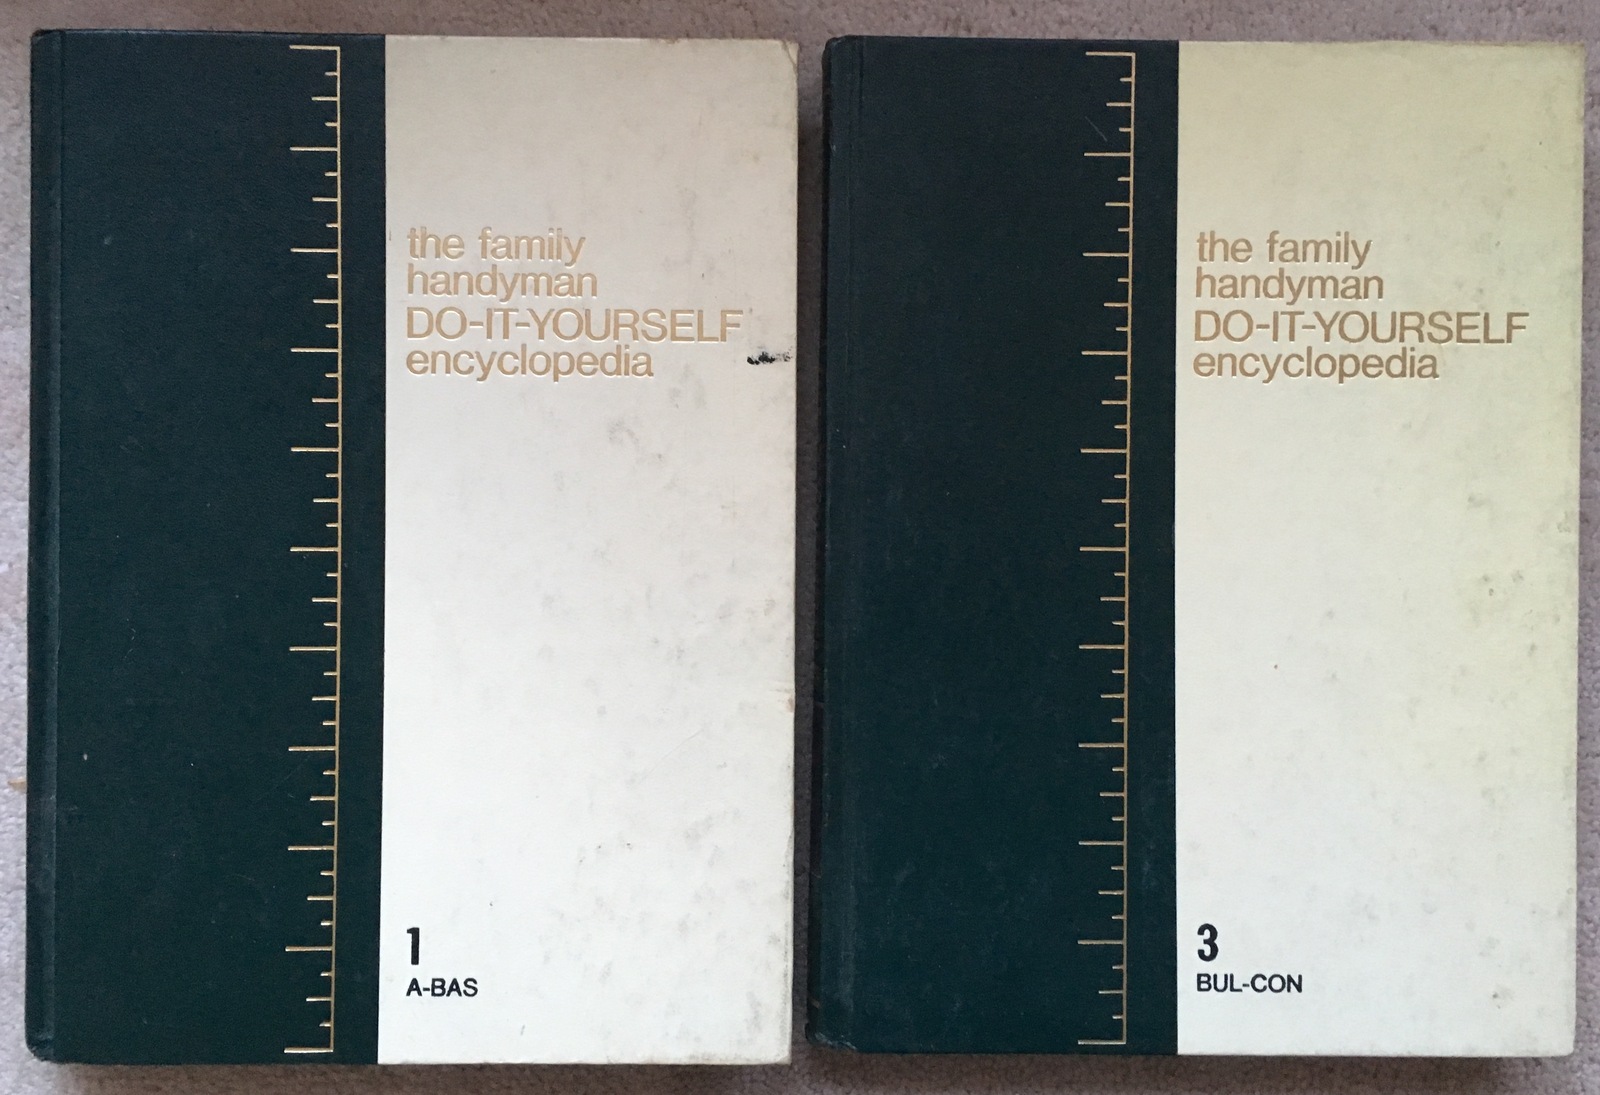 the family
handyman
DO-IT-YOURSELF
encyclopedia
1
A-BAS
the family
handyman
DO-IT-YOURSELF
encyclopedia
3
BUL-CON